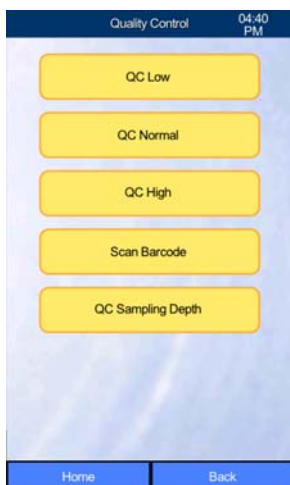 Quality Control 04:40
PM
QC Low
QC Normal
QC High
Scan Barcode
QC Sampling Depth
Home Back